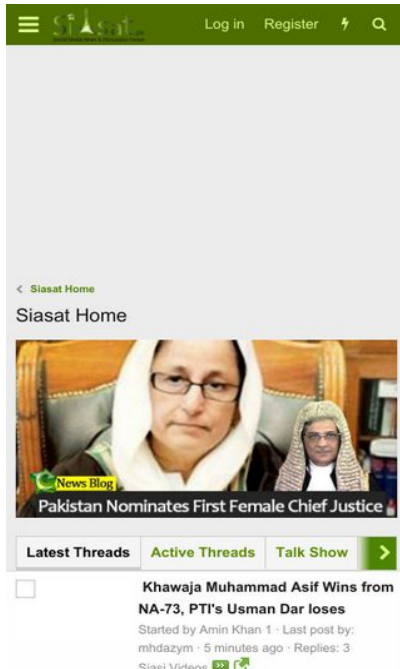 Siasat
Log in Register
Siasat Home
Siasat Home
News Blog
Pakistan Nominates First Female Chief Justice
Latest Threads Active Threads Talk Show
Khawaja Muhammad Asif Wins from
NA-73, PTI's Usman Dar loses
Started by Amin Khan 1 · Last post by:
mhdazym · 5 minutes ago · Replies: 3
Siasi Videos